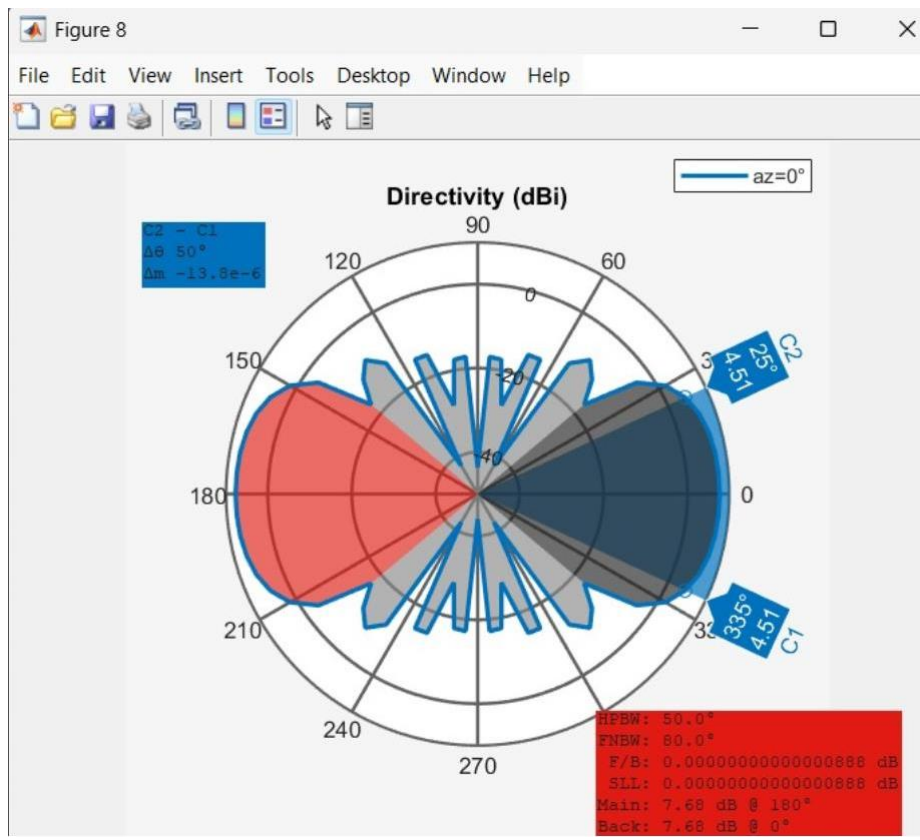 Figure 8
File Edit View Insert Tools Desktop Window Help
az=0°
Directivity (dBi)
C2 - C1
Δθ 50°
Δm -13.8e-6
90
120
60
0
150
C2
25°
4.51
-20
-40
180
0
210
335°
4.51
C1
240
270
HPBW: 50.0°
FNBW: 80.0°
F/B: 0.00000000000000888 dB
SLL: 0.00000000000000888 dB
Main: 7.68 dB @ 180°
Back: 7.68 dB @ 0°